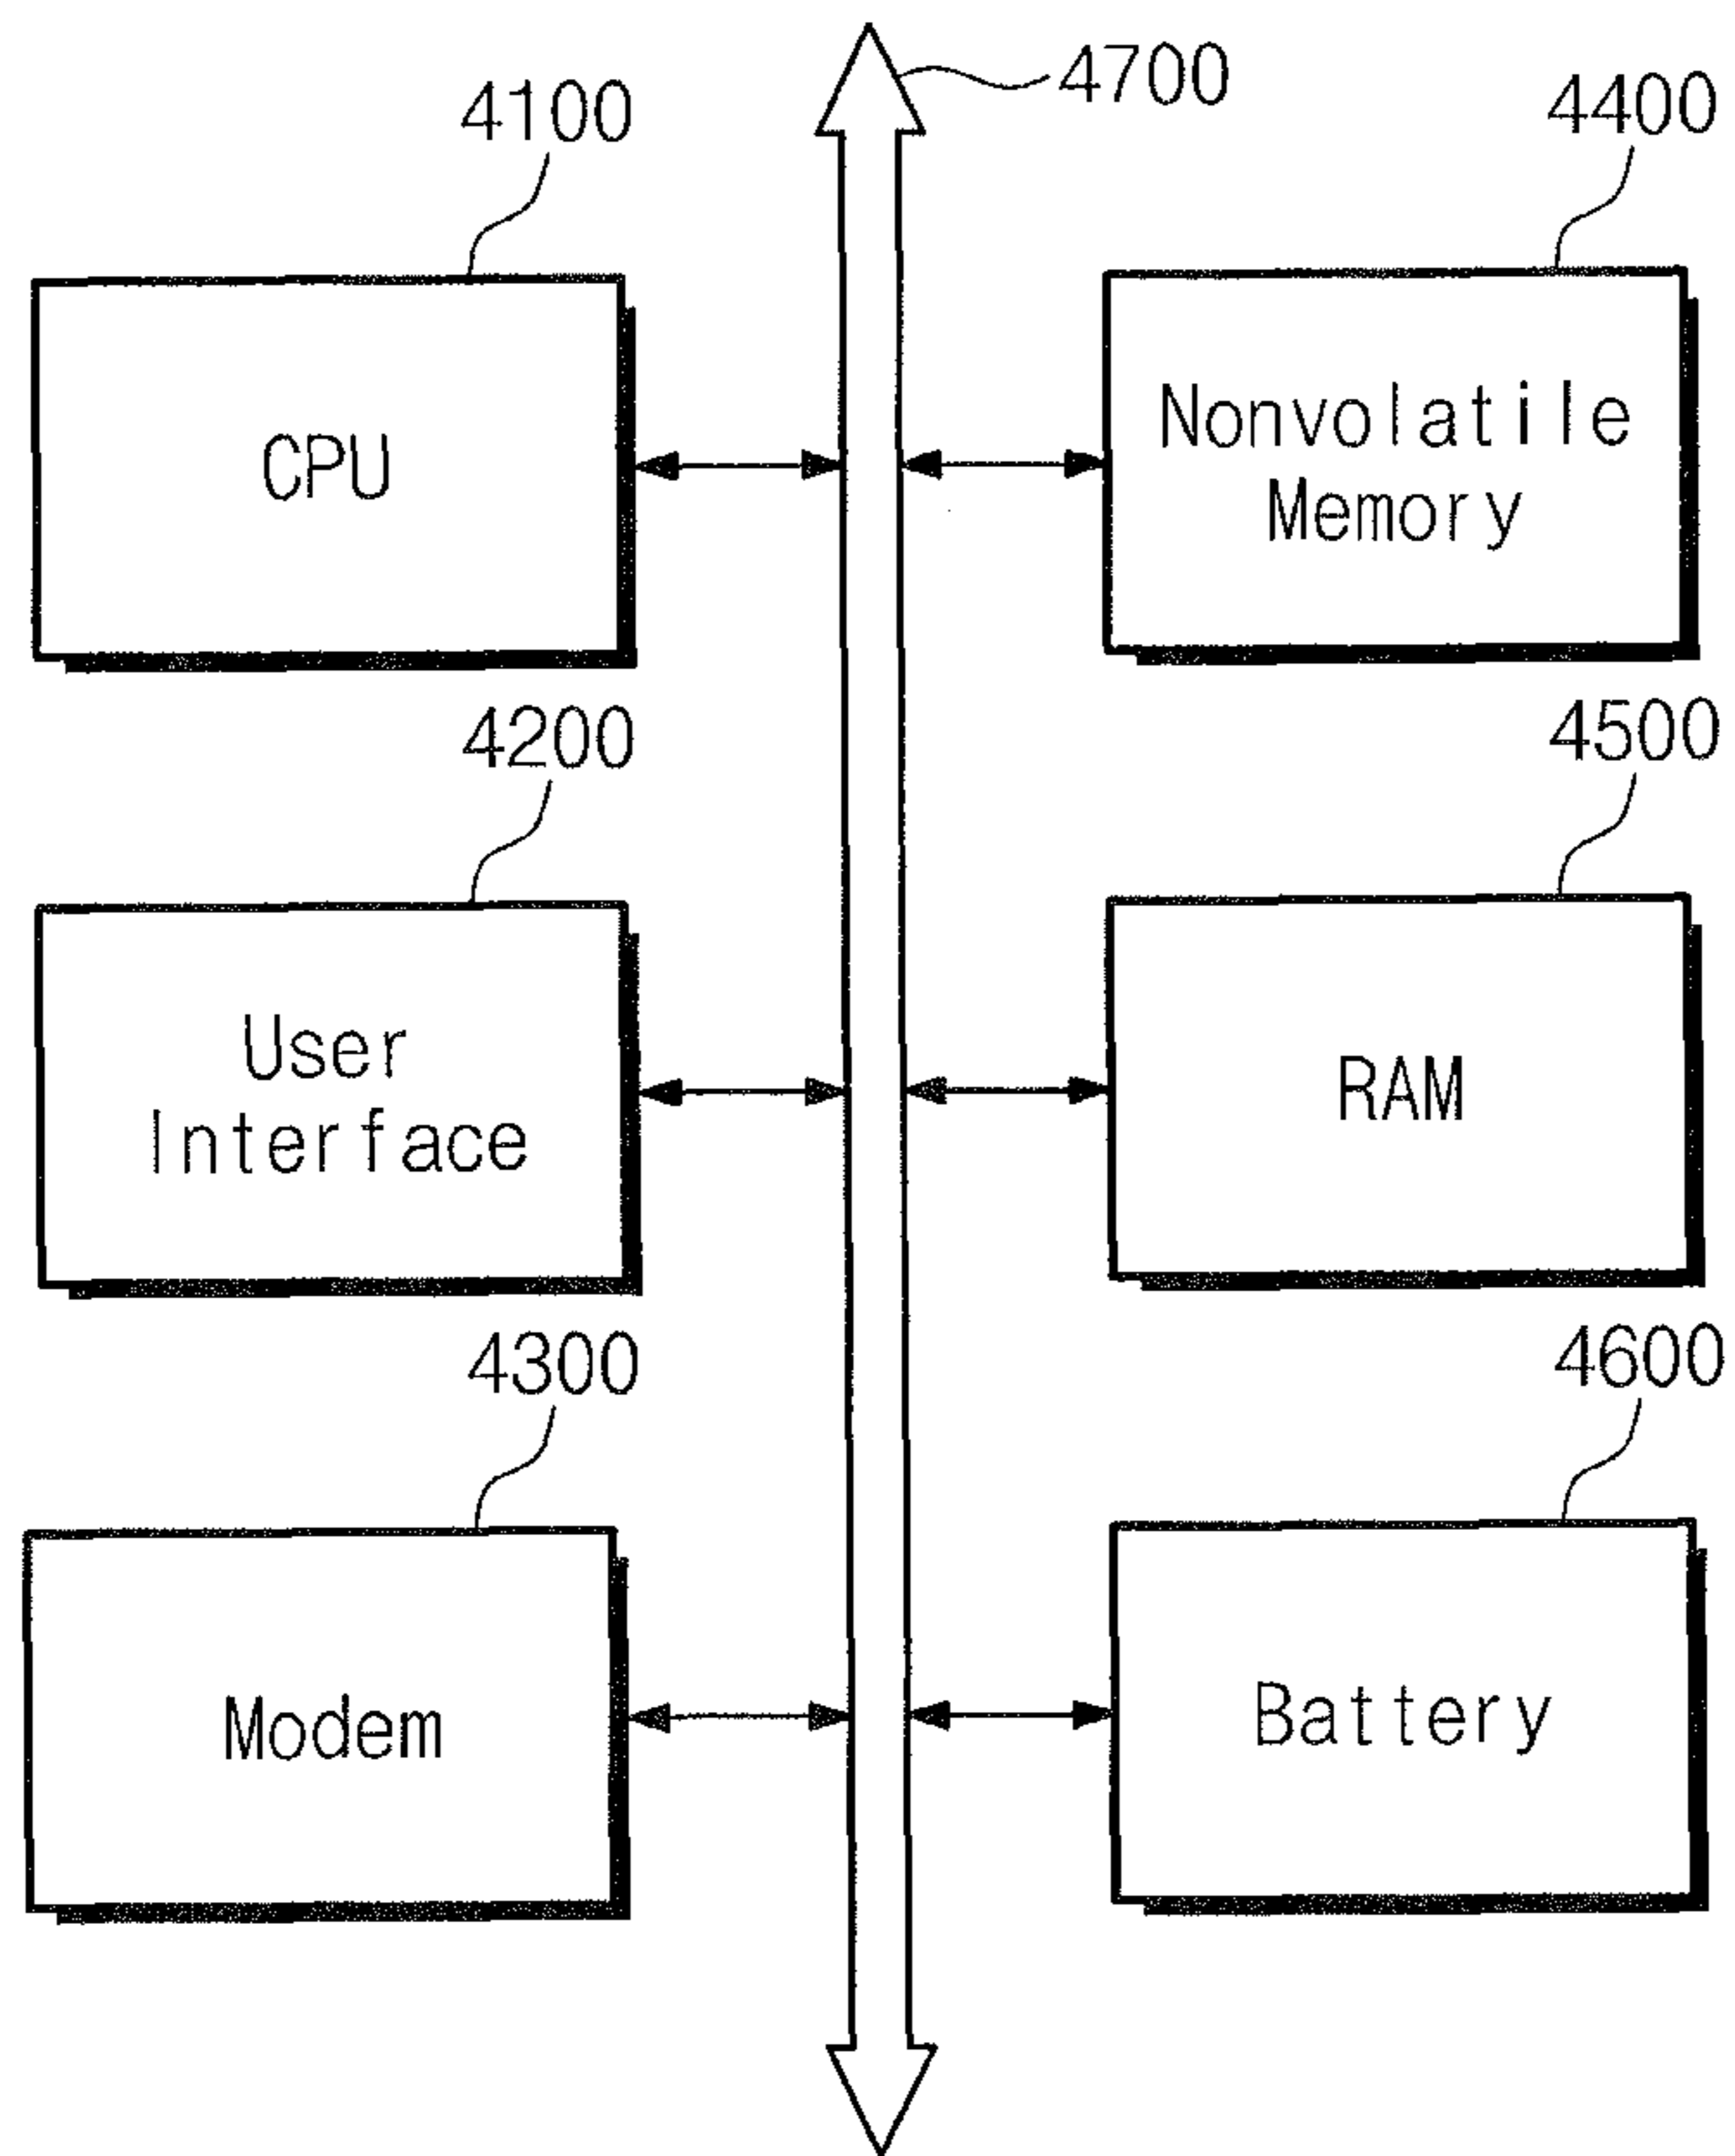 4700
4100
4400
CPU
Nonvolatile
Memory
4200
4500
User
Interface
RAM
4300
4600
Modem
Battery